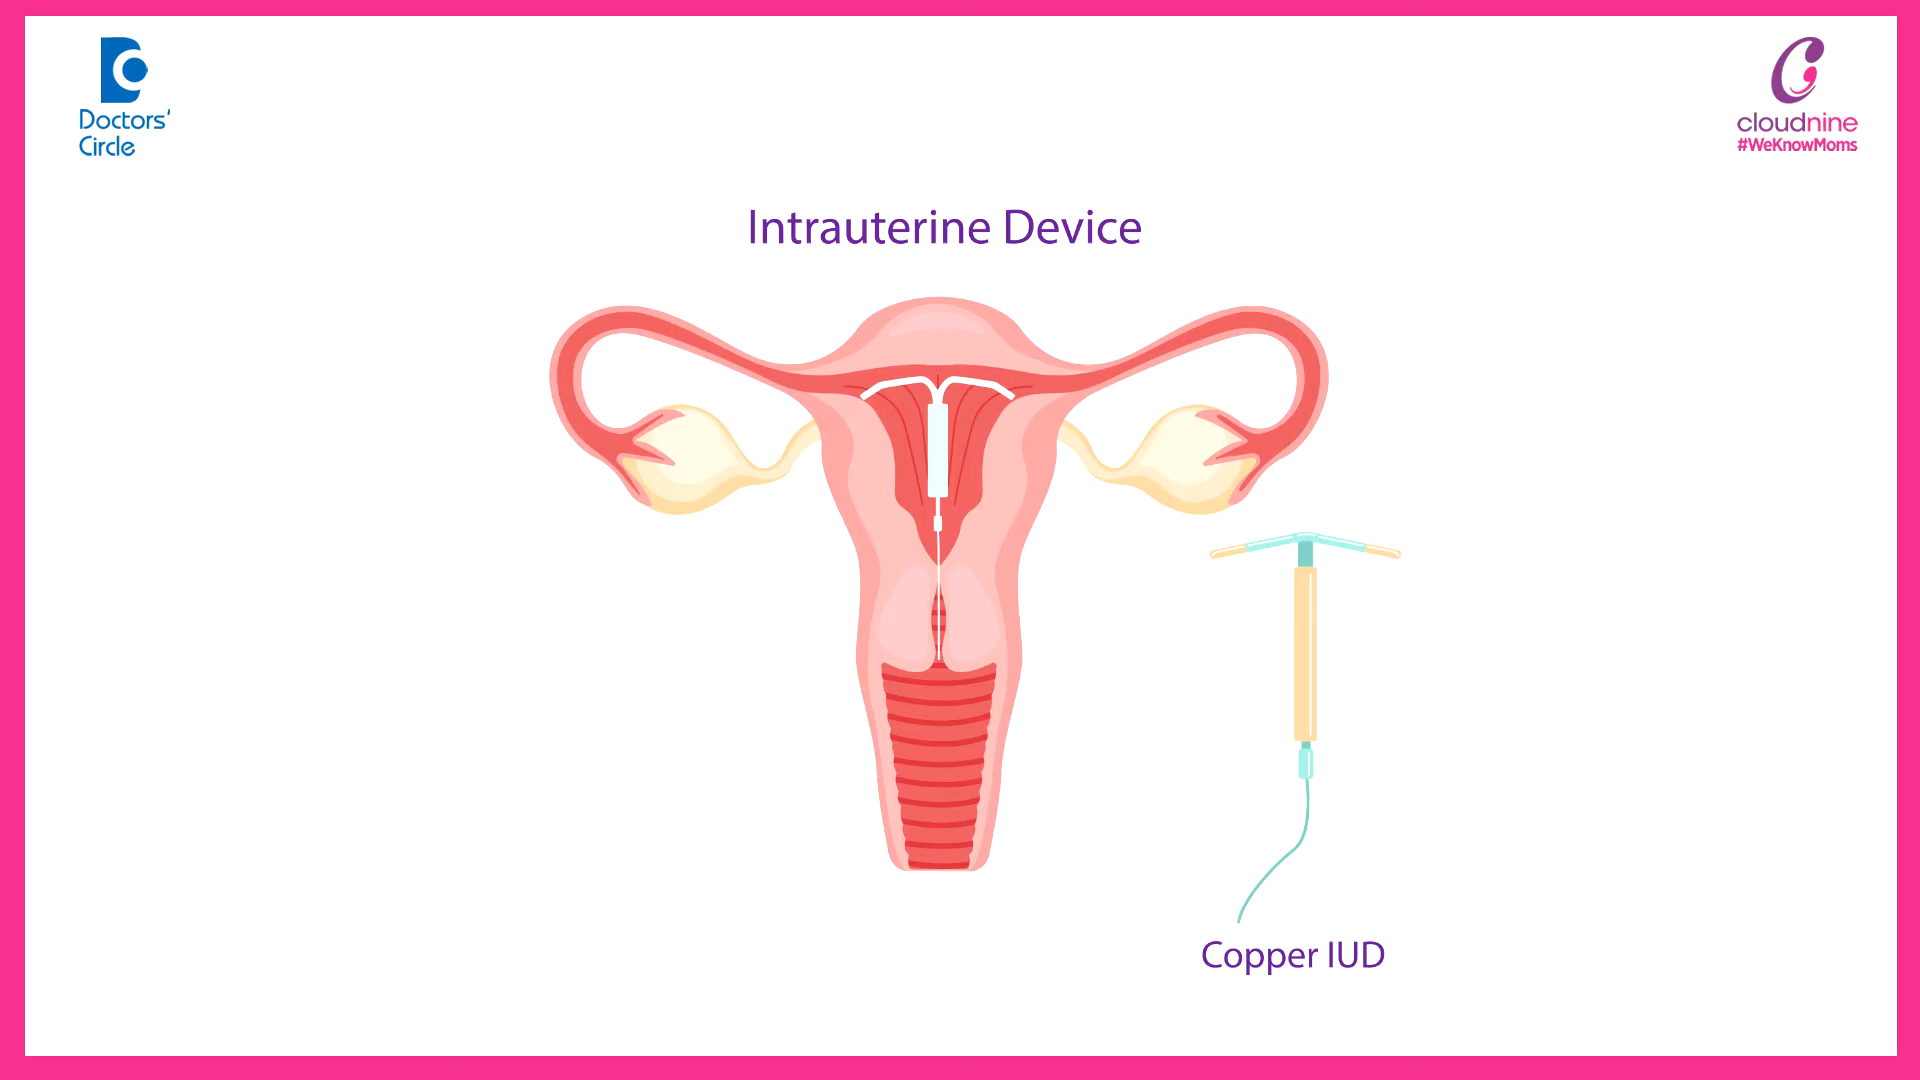 Doctors'
Circle
cloudnine
#WeKnowMoms
Intrauterine Device
Copper IUD